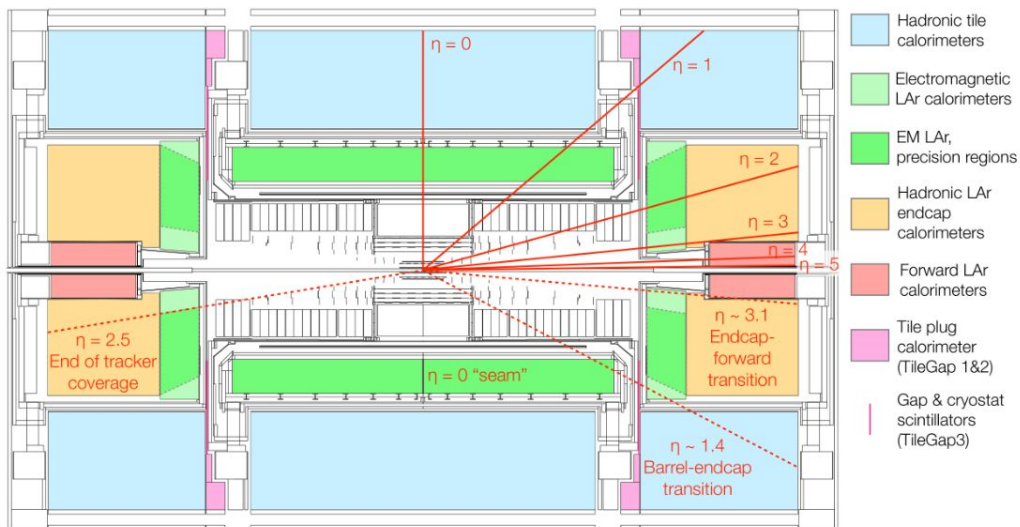 η = 0
η = 1
η = 2
η = 3
η = 4
η = 5
η = 2.5
End of tracker
coverage
η = 0 “seam”
η ~ 3.1
Endcap-
forward
transition
η ~ 1.4
Barrel-endcap
transition
Hadronic tile
calorimeters
Electromagnetic
LAr calorimeters
EM LAr,
precision regions
Hadronic LAr
endcap
calorimeters
Forward LAr
calorimeters
Tile plug
calorimeter
(TileGap 1&2)
Gap & cryostat
scintillators
(TileGap3)